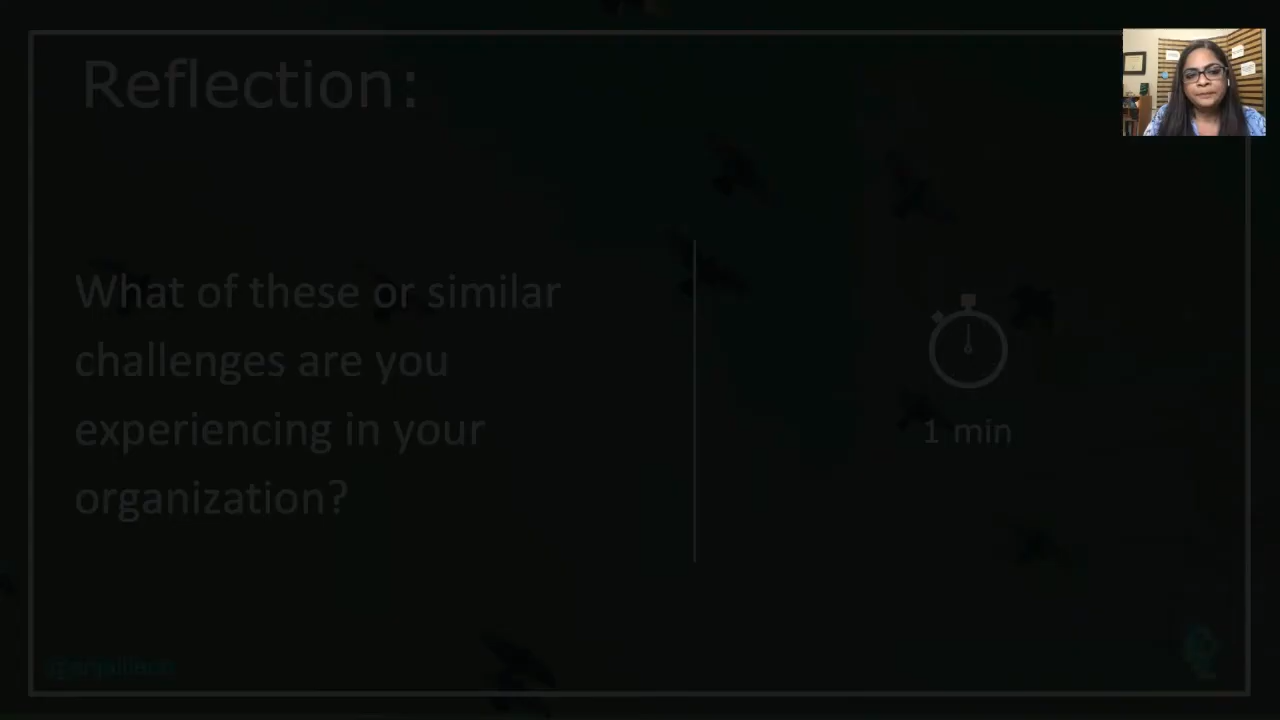 Reflection:
What of these or similar
challenges are you
experiencing in your
organization?
1 min